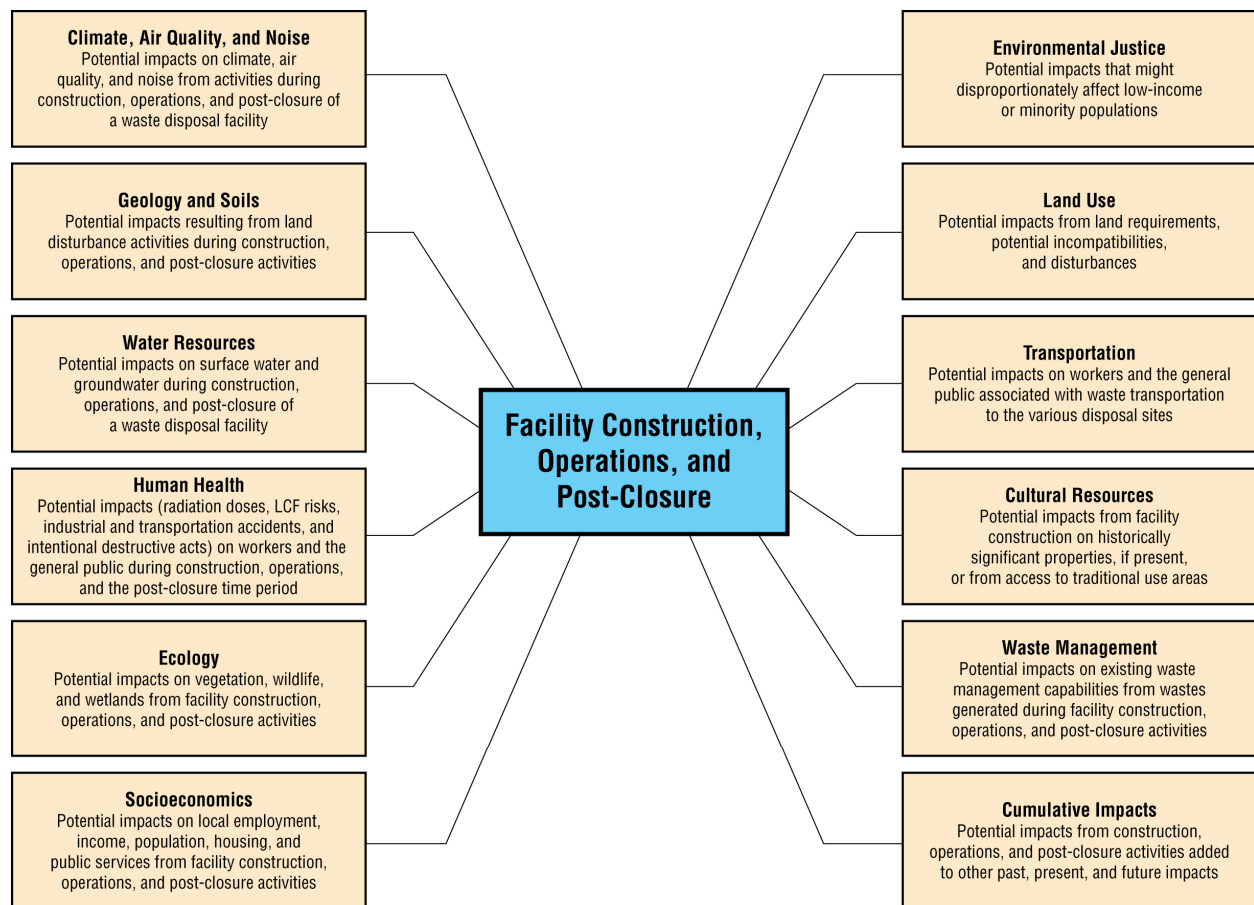 Climate, Air Quality, and Noise
Potential impacts on climate, air
quality, and noise from activities during
construction, operations, and post-closure of
a waste disposal facility
Geology and Soils
Potential impacts resulting from land
disturbance activities during construction,
operations, and post-closure activities
Water Resources
Potential impacts on surface water and
groundwater during construction,
operations, and post-closure of
a waste disposal facility
Human Health
Potential impacts (radiation doses, LCF risks,
industrial and transportation accidents, and
intentional destructive acts) on workers and the
general public during construction, operations,
and the post-closure time period
Ecology
Potential impacts on vegetation, wildlife,
and wetlands from facility construction,
operations, and post-closure activities
Socioeconomics
Potential impacts on local employment,
income, population, housing, and
public services from facility construction,
operations, and post-closure activities
Facility Construction,
Operations, and
Post-Closure
Environmental Justice
Potential impacts that might
disproportionately affect low-income
or minority populations
Land Use
Potential impacts from land requirements,
potential incompatibilities,
and disturbances
Transportation
Potential impacts on workers and the general
public associated with waste transportation
to the various disposal sites
Cultural Resources
Potential impacts from facility
construction on historically
significant properties, if present,
or from access to traditional use areas
Waste Management
Potential impacts on existing waste
management capabilities from wastes
generated during facility construction,
operations, and post-closure activities
Cumulative Impacts
Potential impacts from construction,
operations, and post-closure activities added
to other past, present, and future impacts